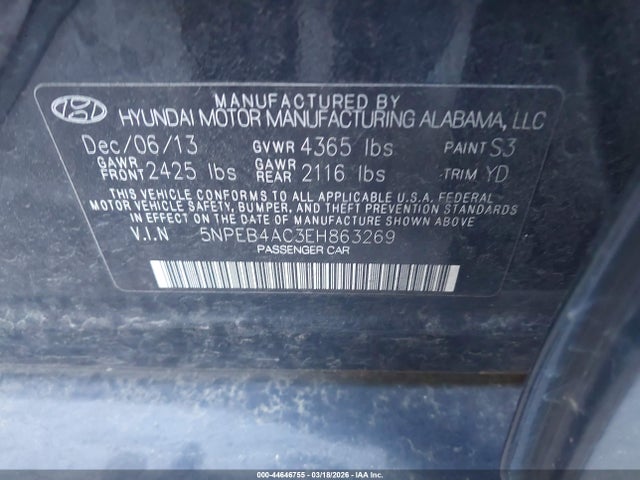 MANUFACTURED BY
HYUNDAI MOTOR MANUFACTURING ALABAMA, LLC
Dec/06/13 GVWR 4365 lbs PAINT S3
GAWR FRONT 2425 lbs GAWR REAR 2116 lbs TRIM YD
THIS VEHICLE CONFORMS TO ALL APPLICABLE U.S.A. FEDERAL
MOTOR VEHICLE SAFETY, BUMPER, AND THEFT PREVENTION
STANDARDS IN EFFECT ON THE DATE OF MANUFACTURE SHOWN ABOVE
V.I.N 5NPEB4AC3EH863269
PASSENGER CAR
000-44646755 - 03/18/2026 - IAA Inc.